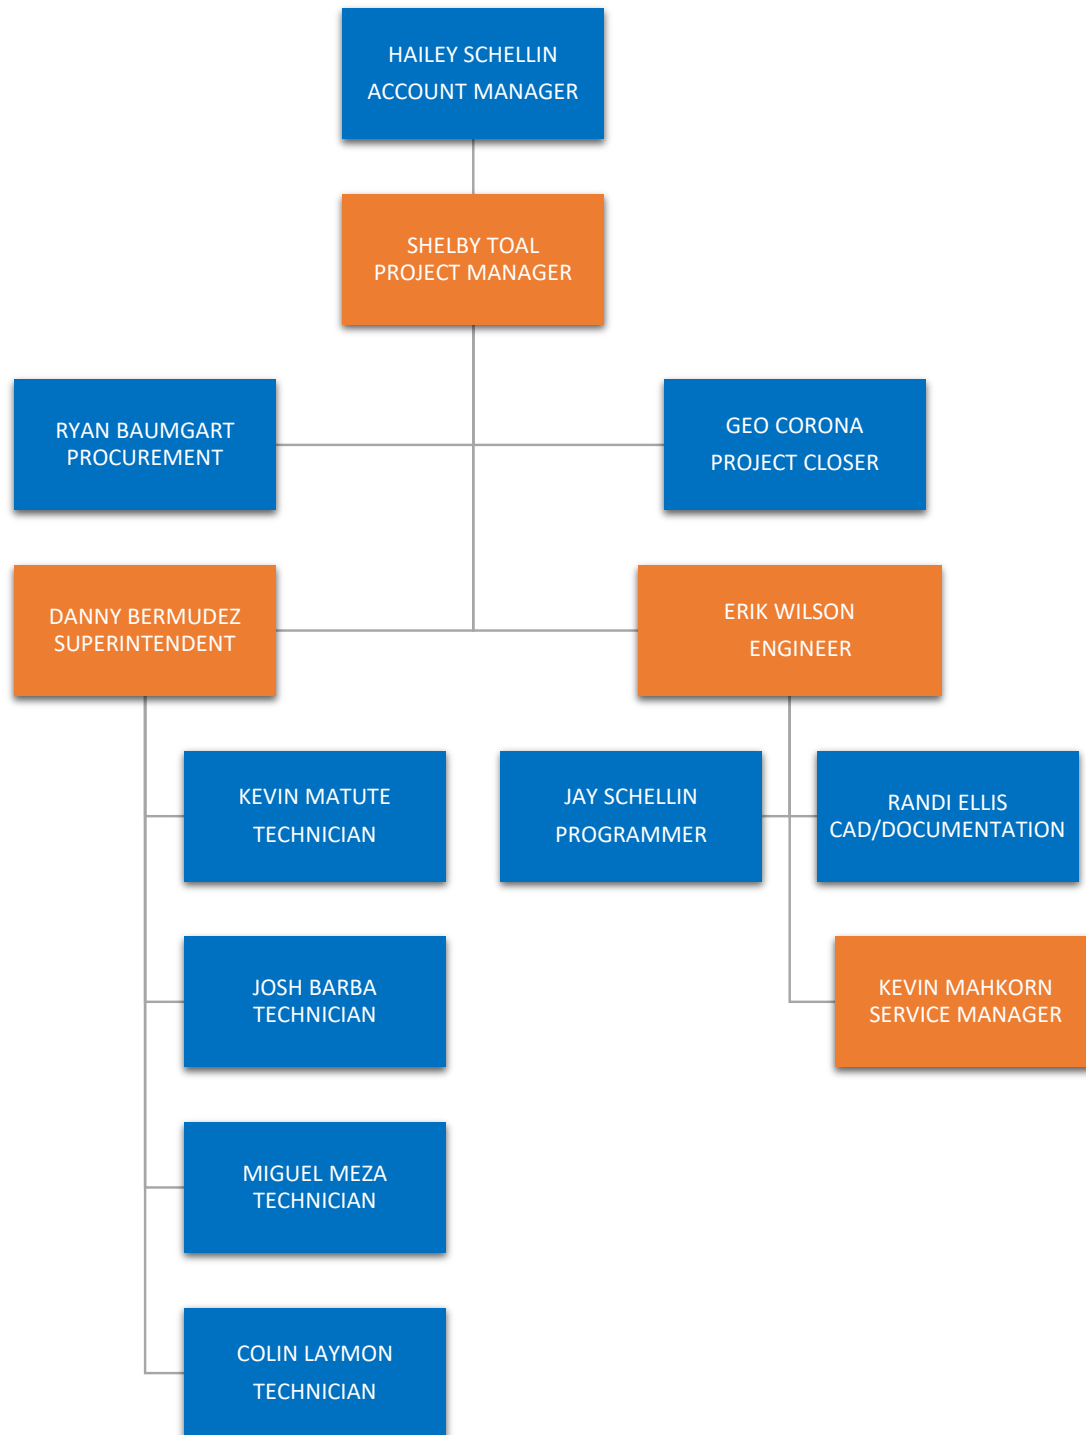 HAILEY SCHELLIN
ACCOUNT MANAGER
SHELBY TOAL
PROJECT MANAGER
RYAN BAUMGART
PROCUREMENT
GEO CORONA
PROJECT CLOSER
DANNY BERMUDEZ
SUPERINTENDENT
ERIK WILSON
ENGINEER
KEVIN MATUTE
TECHNICIAN
JAY SCHELLIN
PROGRAMMER
RANDI ELLIS
CAD/DOCUMENTATION
JOSH BARBA
TECHNICIAN
KEVIN MAHKORN
SERVICE MANAGER
MIGUEL MEZA
TECHNICIAN
COLIN LAYMON
TECHNICIAN